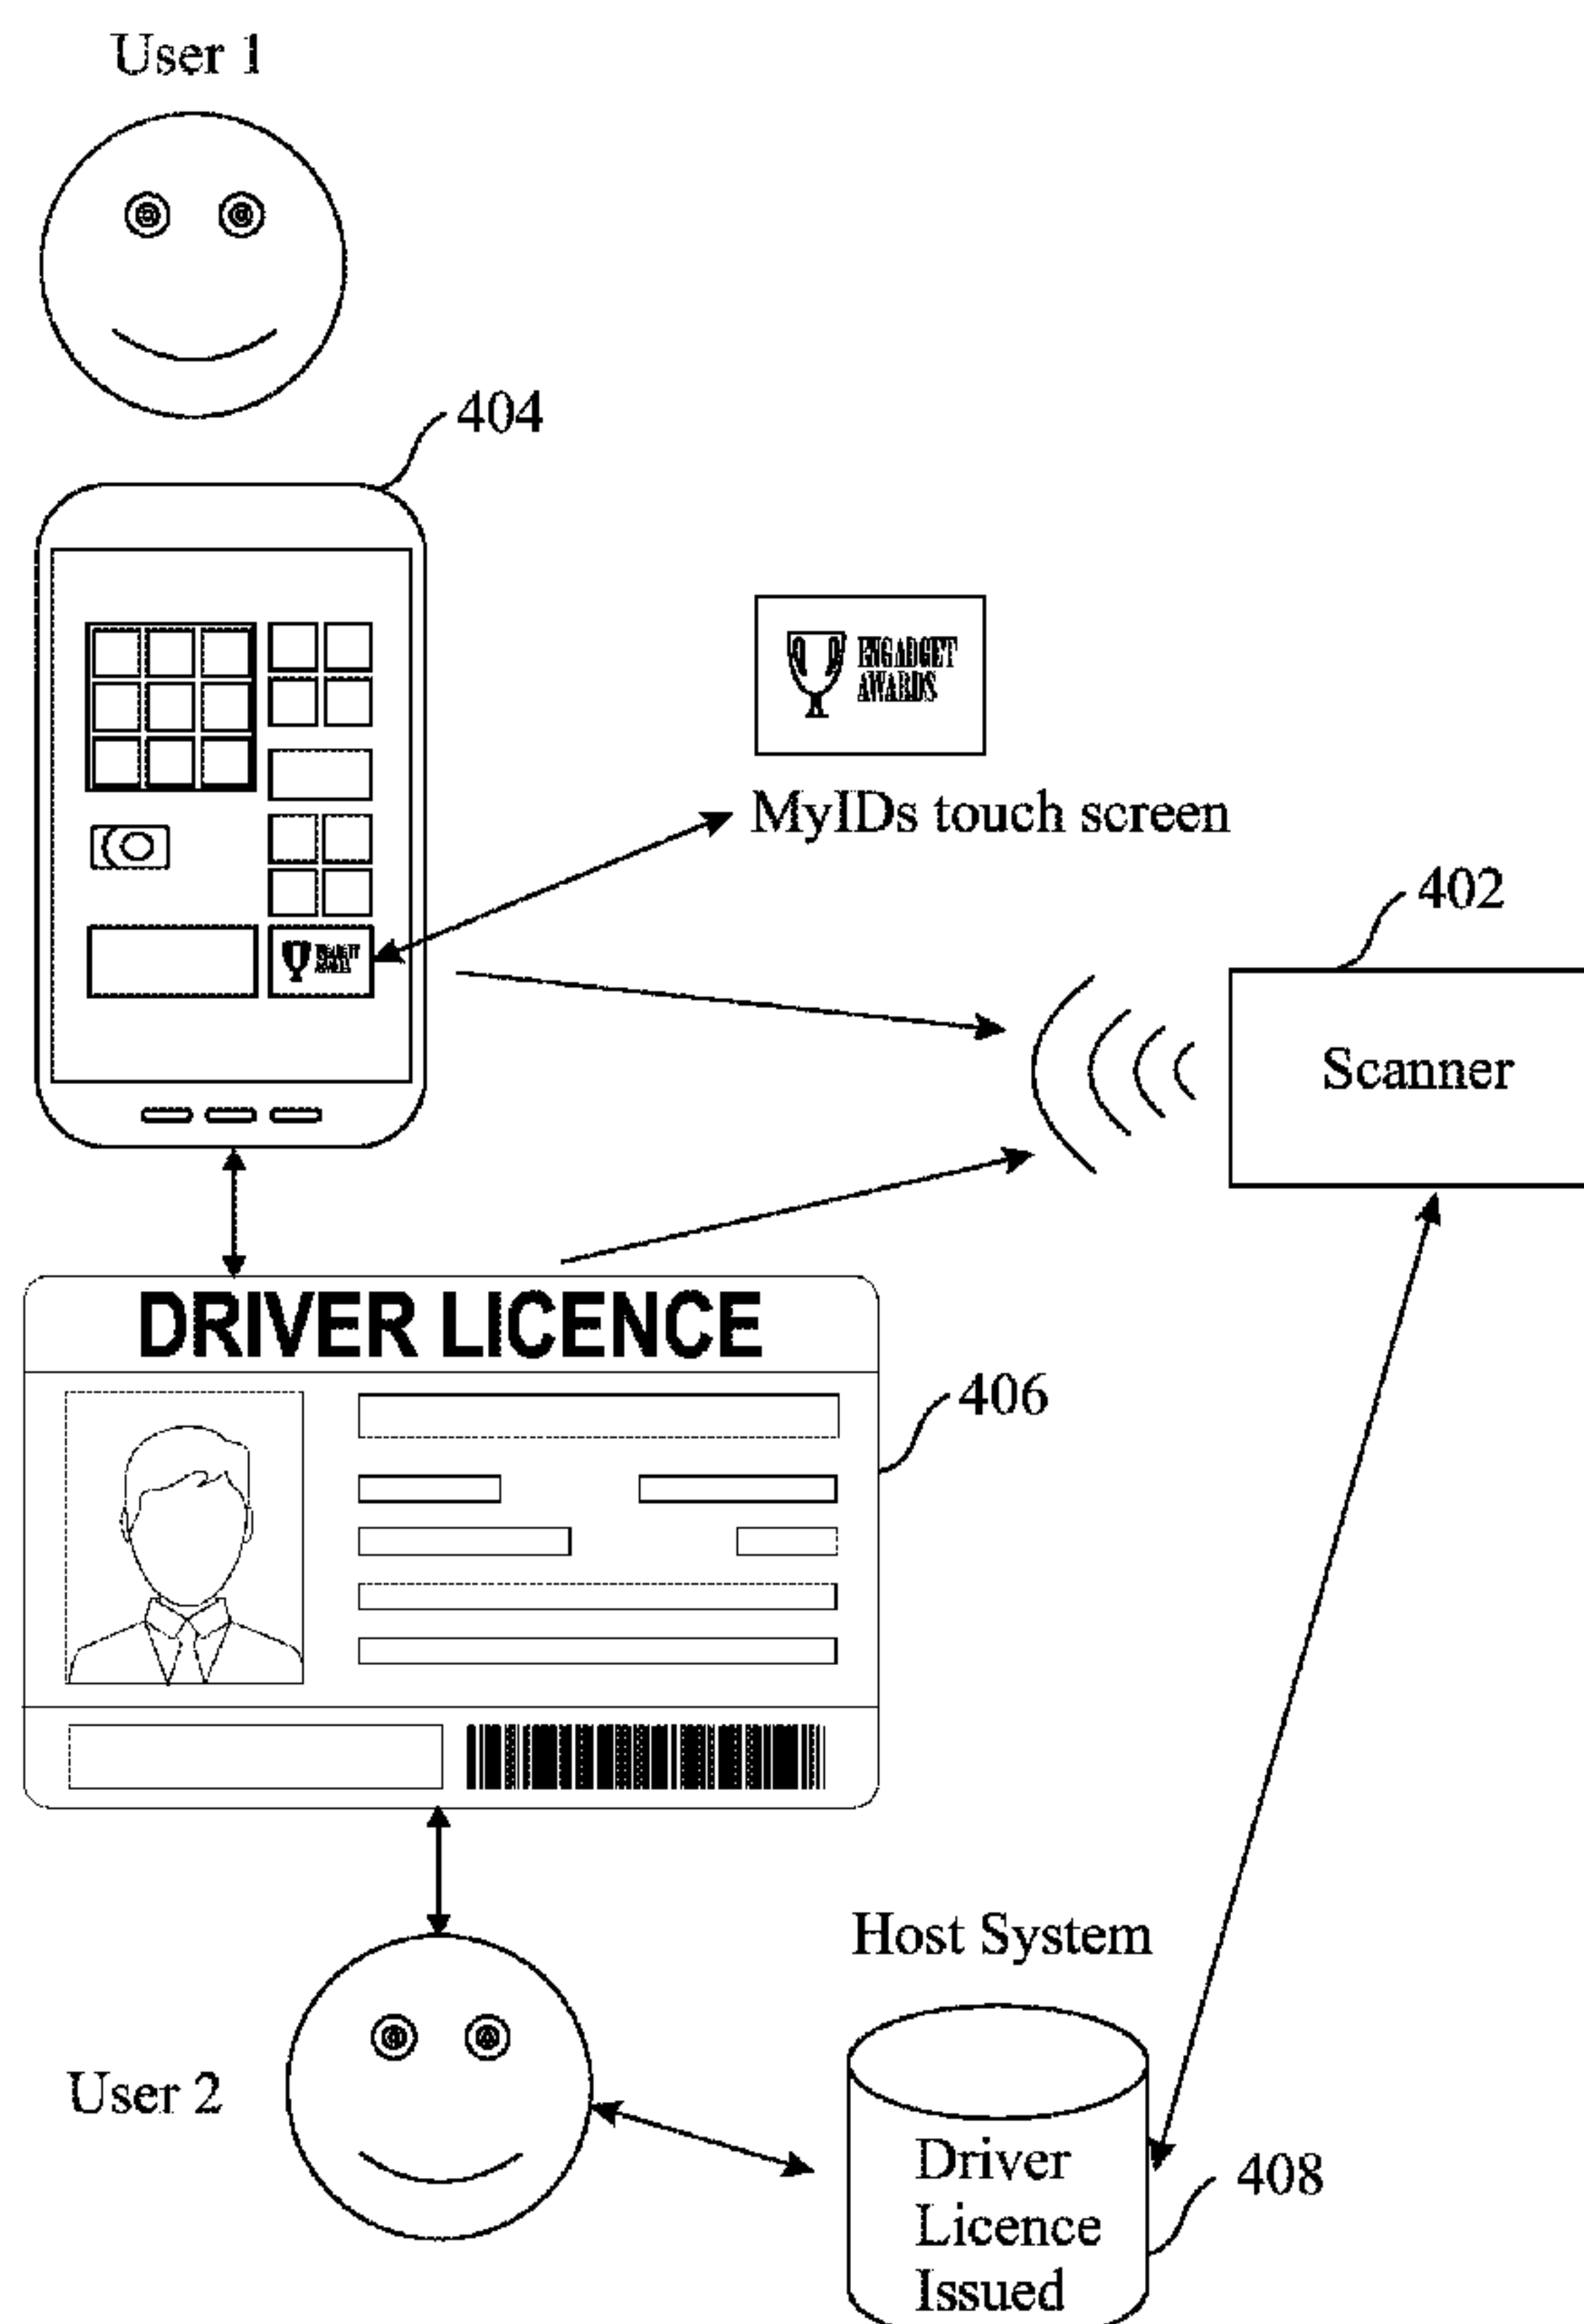 User 1
404
ENGADGET
AWARDS
MyIDs touch screen
402
Scanner
DRIVER LICENCE
406
Host System
User 2
Driver
Licence
Issued
408